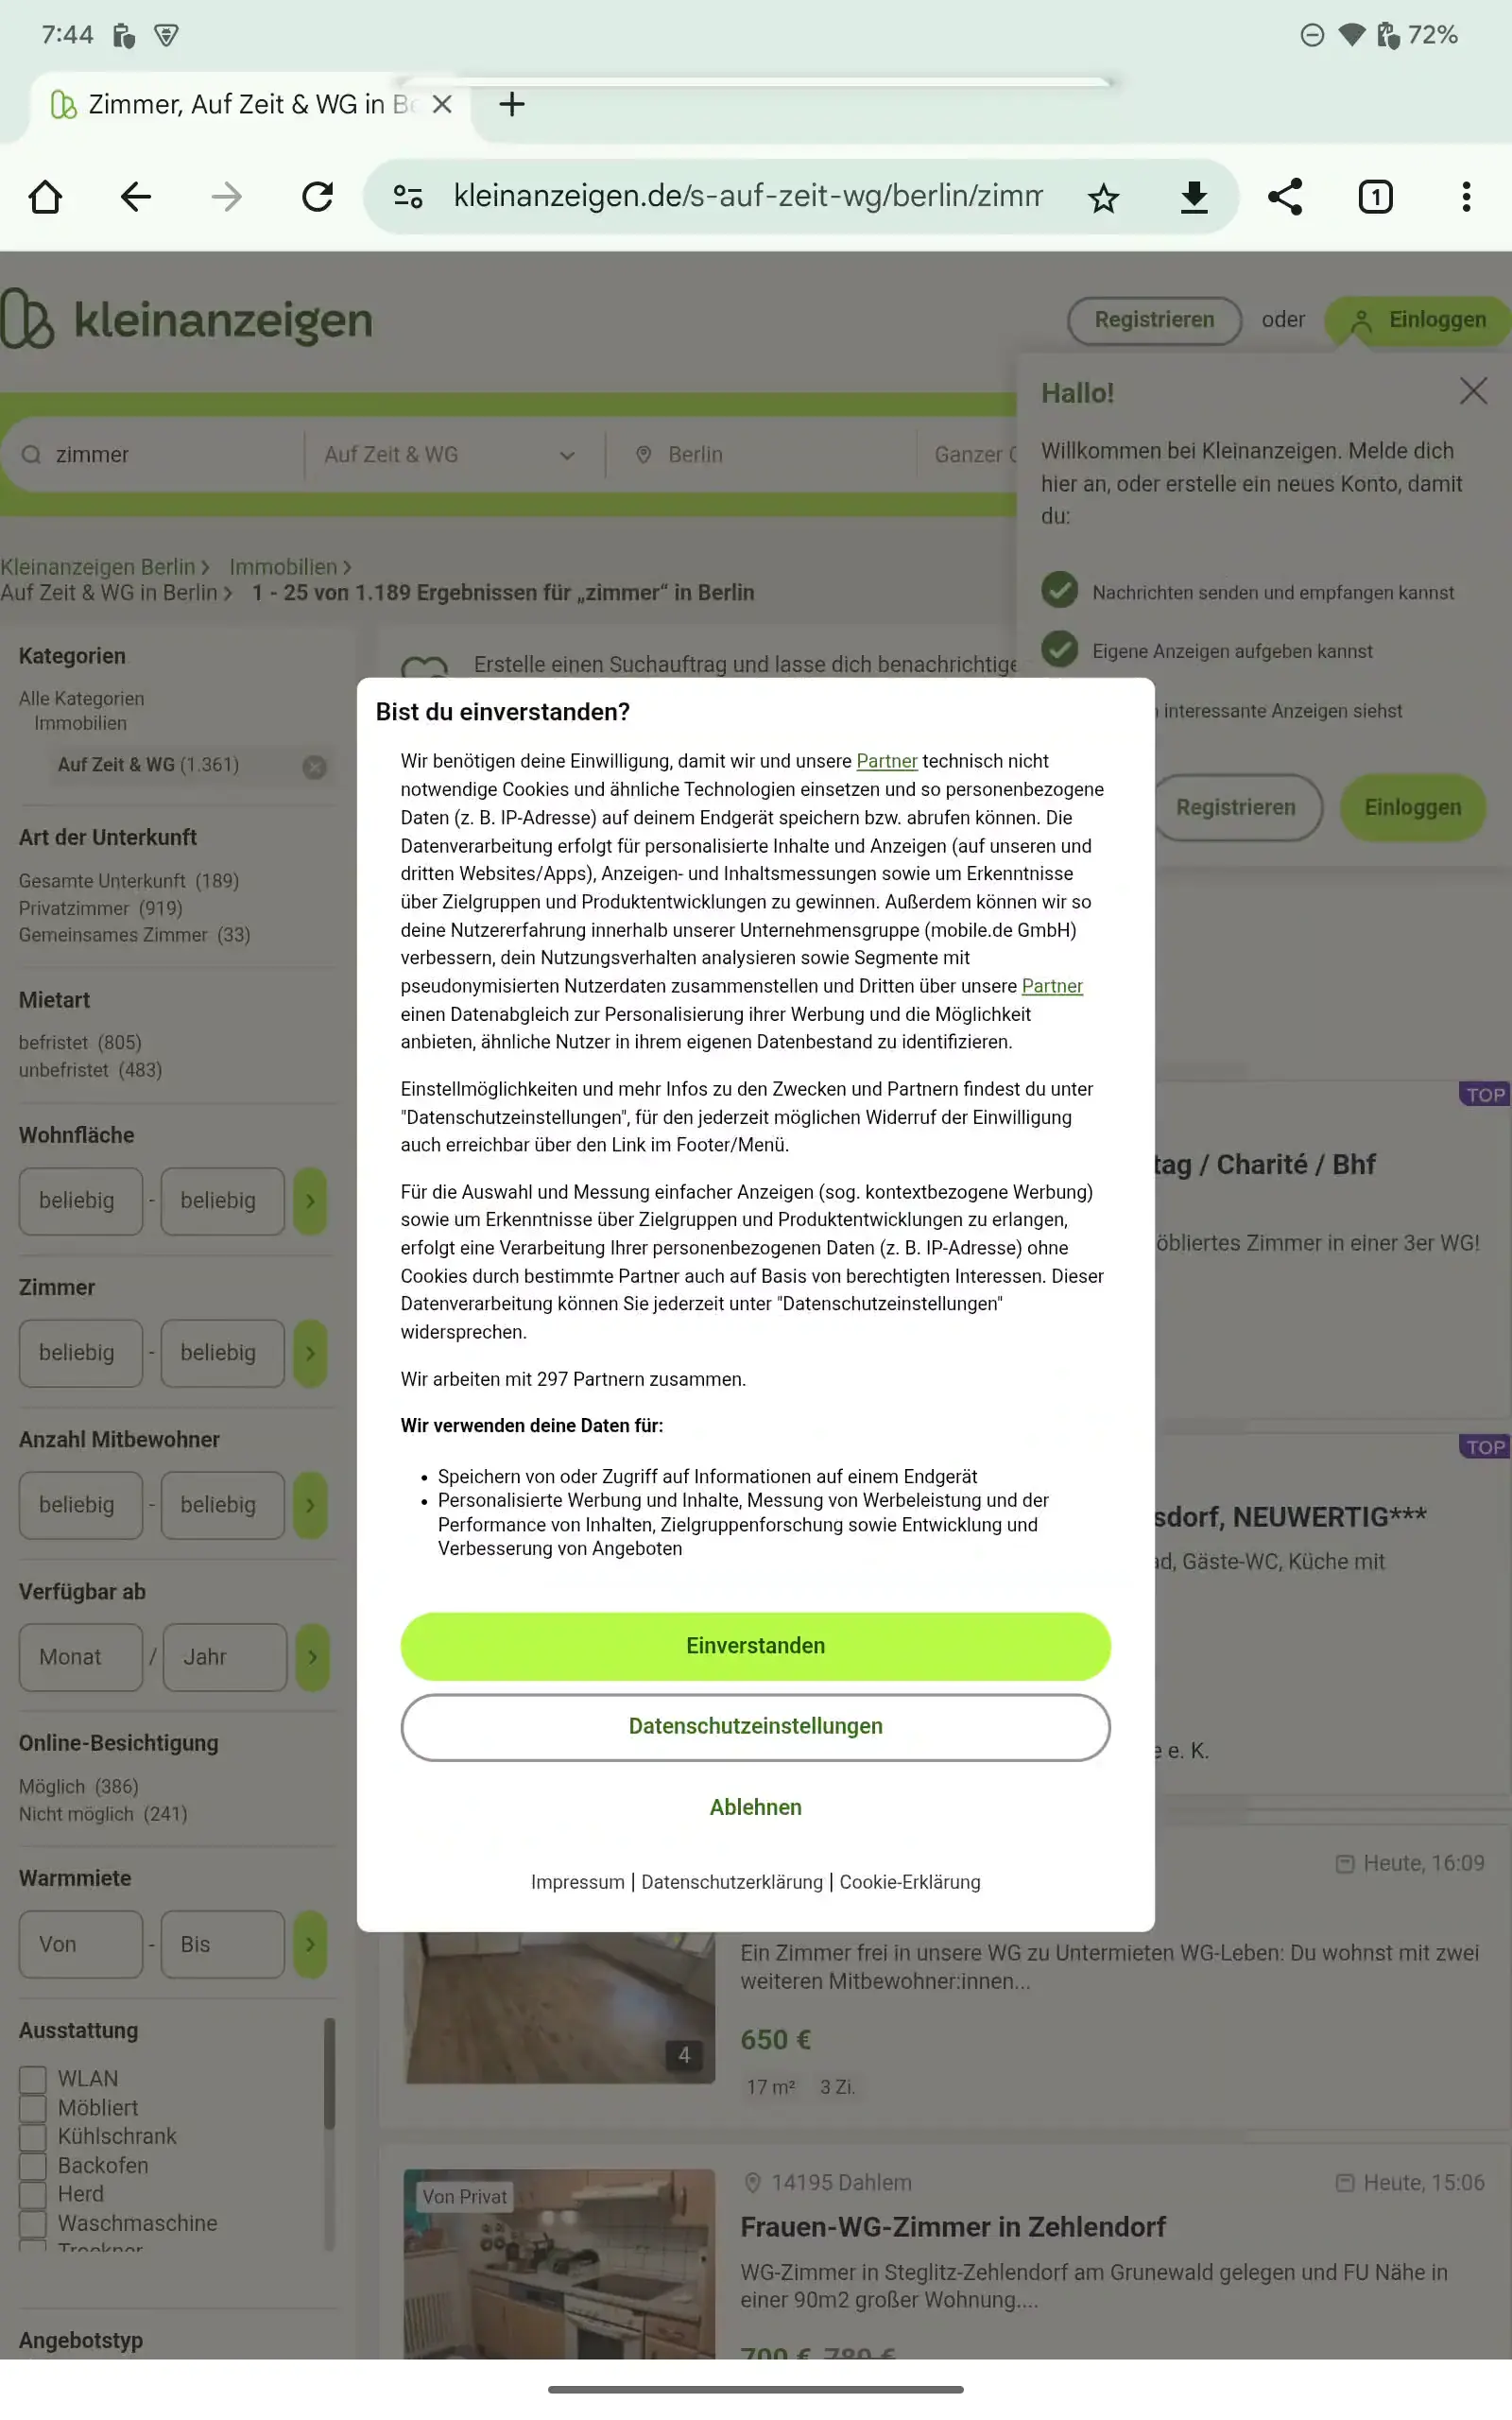 7:44
72%
Zimmer, Auf Zeit & WG in Be
kleinanzeigen.de/s-auf-zeit-wg/berlin/zimm
1
kleinanzeigen
Registrieren oder Einloggen
Hallo!
Willkommen bei Kleinanzeigen. Melde dich
hier an, oder erstelle ein neues Konto, damit
du:
Nachrichten senden und empfangen kannst
Eigene Anzeigen aufgeben kannst
interessante Anzeigen siehst
Registrieren Einloggen
zimmer Auf Zeit & WG Berlin Ganzer
Kleinanzeigen Berlin Immobilien
Auf Zeit & WG in Berlin 1 - 25 von 1.189 Ergebnissen für „zimmer“ in Berlin
Erstelle einen Suchauftrag und lasse dich benachrichtige
Kategorien
Alle Kategorien
Immobilien
Auf Zeit & WG (1.361)
Art der Unterkunft
Gesamte Unterkunft (189)
Privatzimmer (919)
Gemeinsames Zimmer (33)
Mietart
befristet (805)
unbefristet (483)
Wohnfläche
beliebig - beliebig
Zimmer
beliebig - beliebig
Anzahl Mitbewohner
beliebig - beliebig
Verfügbar ab
Monat / Jahr
Online-Besichtigung
Möglich (386)
Nicht möglich (241)
Warmmiete
Von - Bis
Ausstattung
WLAN
Möbliert
Kühlschrank
Backofen
Herd
Waschmaschine
Trockner
Angebotstyp
Bist du einverstanden?
Wir benötigen deine Einwilligung, damit wir und unsere Partner technisch nicht
notwendige Cookies und ähnliche Technologien einsetzen und so personenbezogene
Daten (z. B. IP-Adresse) auf deinem Endgerät speichern bzw. abrufen können. Die
Datenverarbeitung erfolgt für personalisierte Inhalte und Anzeigen (auf unseren und
dritten Websites/Apps), Anzeigen- und Inhaltsmessungen sowie um Erkenntnisse
über Zielgruppen und Produktentwicklungen zu gewinnen. Außerdem können wir so
deine Nutzererfahrung innerhalb unserer Unternehmensgruppe (mobile.de GmbH)
verbessern, dein Nutzungsverhalten analysieren sowie Segmente mit
pseudonymisierten Nutzerdaten zusammenstellen und Dritten über unsere Partner
einen Datenabgleich zur Personalisierung ihrer Werbung und die Möglichkeit
anbieten, ähnliche Nutzer in ihrem eigenen Datenbestand zu identifizieren.
Einstellmöglichkeiten und mehr Infos zu den Zwecken und Partnern findest du unter
"Datenschutzeinstellungen", für den jederzeit möglichen Widerruf der Einwilligung
auch erreichbar über den Link im Footer/Menü.
Für die Auswahl und Messung einfacher Anzeigen (sog. kontextbezogene Werbung)
sowie um Erkenntnisse über Zielgruppen und Produktentwicklungen zu erlangen,
erfolgt eine Verarbeitung Ihrer personenbezogenen Daten (z. B. IP-Adresse) ohne
Cookies durch bestimmte Partner auch auf Basis von berechtigten Interessen. Dieser
Datenverarbeitung können Sie jederzeit unter "Datenschutzeinstellungen"
widersprechen.
Wir arbeiten mit 297 Partnern zusammen.
Wir verwenden deine Daten für:
• Speichern von oder Zugriff auf Informationen auf einem Endgerät
• Personalisierte Werbung und Inhalte, Messung von Werbeleistung und der
Performance von Inhalten, Zielgruppenforschung sowie Entwicklung und
Verbesserung von Angeboten
Einverstanden
Datenschutzeinstellungen
Ablehnen
Impressum | Datenschutzerklärung | Cookie-Erklärung
TOP
tag / Charité / Bhf
öbliertes Zimmer in einer 3er WG!
TOP
sdorf, NEUWERTIG***
ad, Gäste-WC, Küche mit
e e. K.
Heute, 16:09
Ein Zimmer frei in unsere WG zu Untermieten WG-Leben: Du wohnst mit zwei
weiteren Mitbewohner:innen...
650 €
4
17 m² 3 Zi.
Von Privat
14195 Dahlem Heute, 15:06
Frauen-WG-Zimmer in Zehlendorf
WG-Zimmer in Steglitz-Zehlendorf am Grunewald gelegen und FU Nähe in
einer 90m2 großer Wohnung....
700 € 780 €